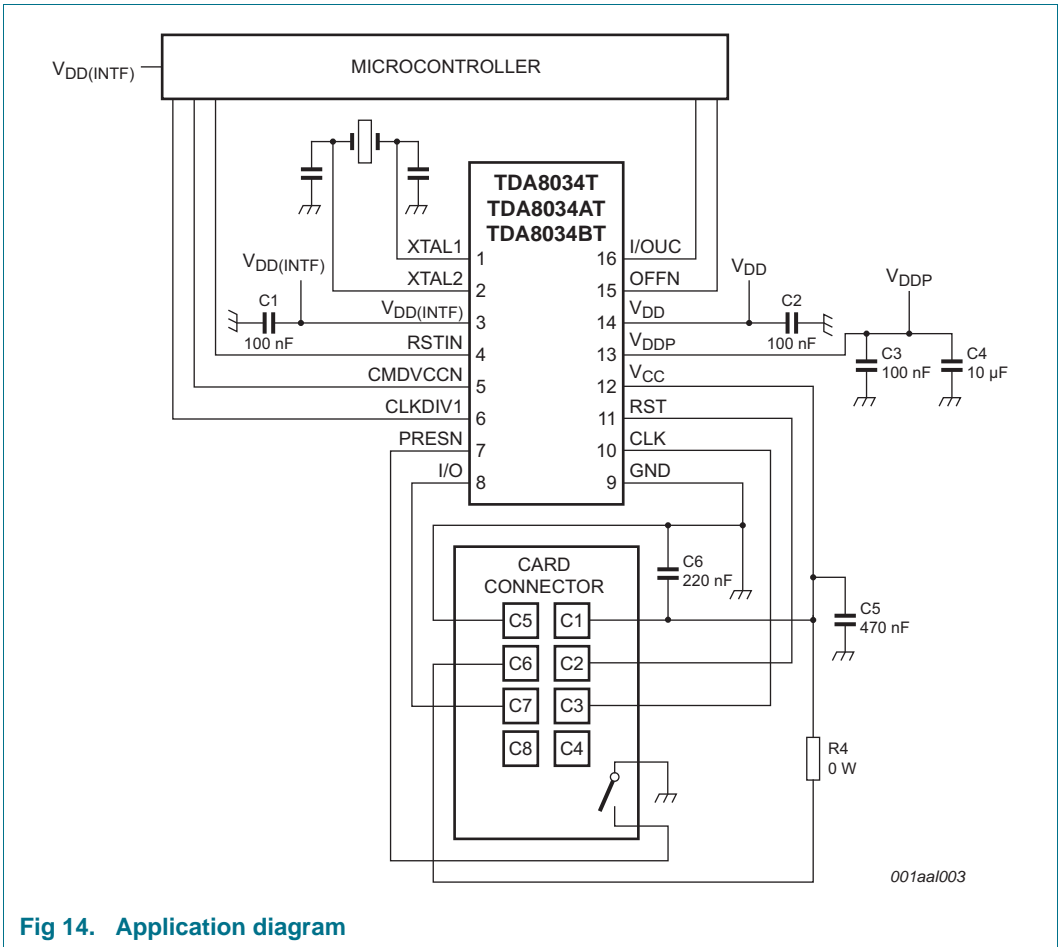 MICROCONTROLLER
VDD(INTF)
TDA8034T
TDA8034AT
TDA8034BT
XTAL1
1
XTAL2
2
VDD(INTF)
VDD(INTF)
3
C1
100 nF
RSTIN
4
CMDVCCN
5
CLKDIV1
6
PRESN
7
I/O
8
16
I/OUC
15
OFFN
14
VDD
VDD
C2
100 nF
13
VDDP
VDDP
C3
100 nF
C4
10 µF
12
VCC
11
RST
10
CLK
9
GND
CARD
CONNECTOR
C6
220 nF
C5
470 nF
C5 C1
C6 C2
C7 C3
C8 C4
R4
0 W
001aal003
Fig 14. Application diagram